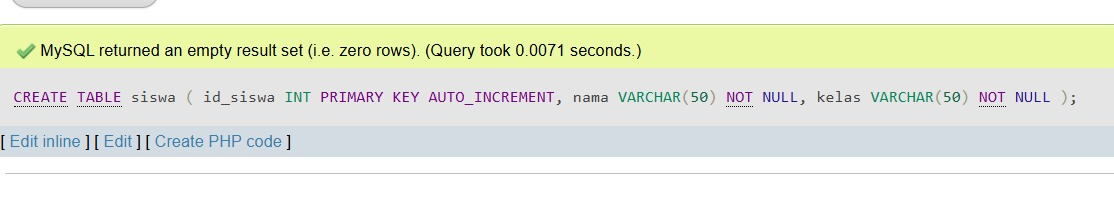 MySQL returned an empty result set (i.e. zero rows). (Query took 0.0071 seconds.)
CREATE TABLE siswa ( id_siswa INT PRIMARY KEY AUTO_INCREMENT, nama VARCHAR(50) NOT NULL, kelas VARCHAR(50) NOT NULL );
[ Edit inline ] [ Edit ] [ Create PHP code ]